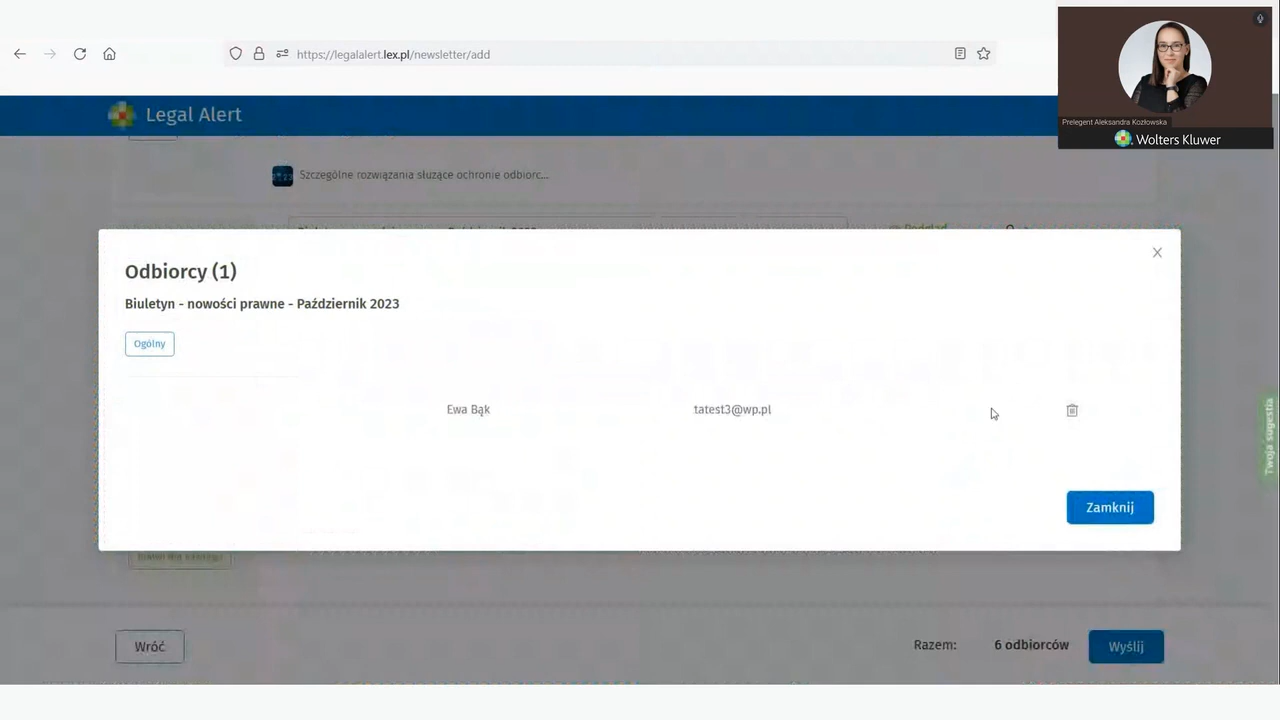 https://legalalert.lex.pl/newsletter/add
Prelegent Aleksandra Kozłowska
Wolters Kluwer
Legal Alert
Szczególne rozwiązania służące ochronie odbiorc...
Podgląd
Odbiorcy (1)
Biuletyn - nowości prawne - Październik 2023
Ogólny
Ewa Bąk
tatest3@wp.pl
Zamknij
Twoja sugestia
Wróć
Razem:
6 odbiorców
Wyślij